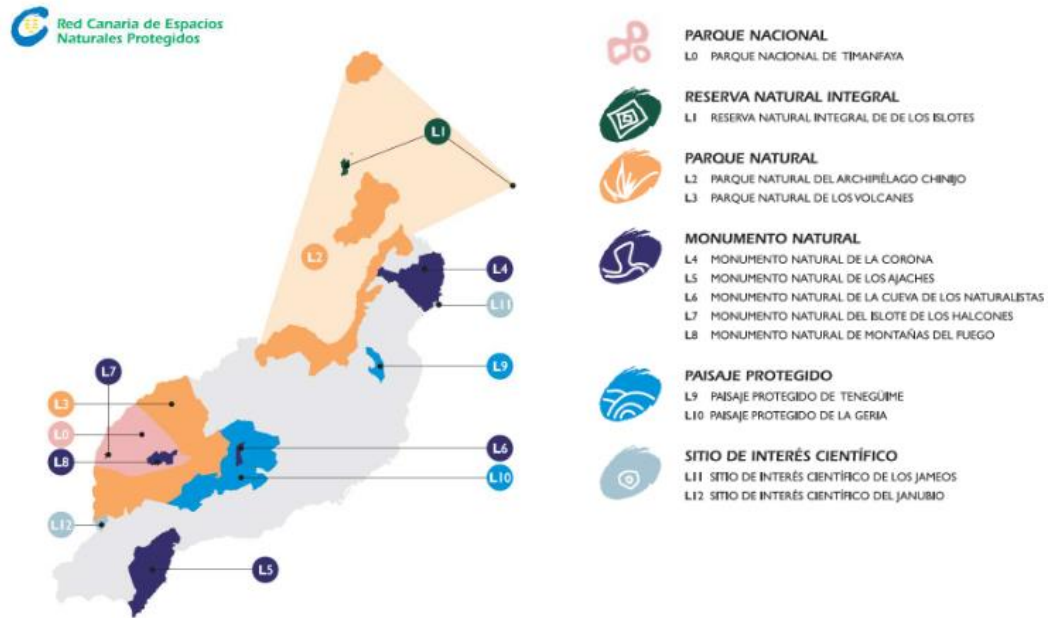 Red Canaria de Espacios
Naturales Protegidos
L1
L2
L4
L11
L9
L7
L3
L0
L8
L6
L10
L12
L5
PARQUE NACIONAL
L0 PARQUE NACIONAL DE TIMANFAYA
RESERVA NATURAL INTEGRAL
L1 RESERVA NATURAL INTEGRAL DE DE LOS ISLOTES
PARQUE NATURAL
L2 PARQUE NATURAL DEL ARCHIPIÉLAGO CHINIJO
L3 PARQUE NATURAL DE LOS VOLCANES
MONUMENTO NATURAL
L4 MONUMENTO NATURAL DE LA CORONA
L5 MONUMENTO NATURAL DE LOS AJACHES
L6 MONUMENTO NATURAL DE LA CUEVA DE LOS NATURALISTAS
L7 MONUMENTO NATURAL DEL ISLOTE DE LOS HALCONES
L8 MONUMENTO NATURAL DE MONTAÑAS DEL FUEGO
PAISAJE PROTEGIDO
L9 PAISAJE PROTEGIDO DE TENEGÜIME
L10 PAISAJE PROTEGIDO DE LA GERIA
SITIO DE INTERÉS CIENTÍFICO
L11 SITIO DE INTERÉS CIENTÍFICO DE LOS JAMEOS
L12 SITIO DE INTERÉS CIENTÍFICO DEL JANUBIO